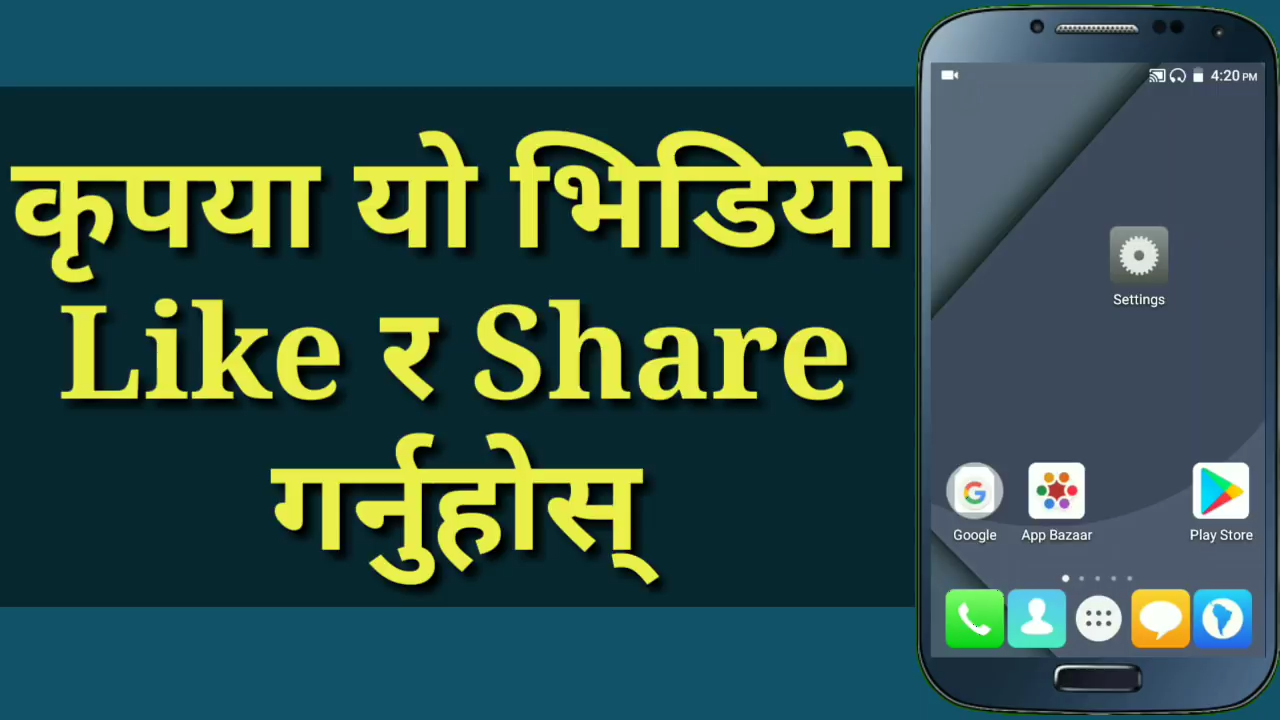 कृपया यो भिडियो
Like र Share
गर्नुहोस्
4:20 PM
Settings
Google
App Bazaar
Play Store